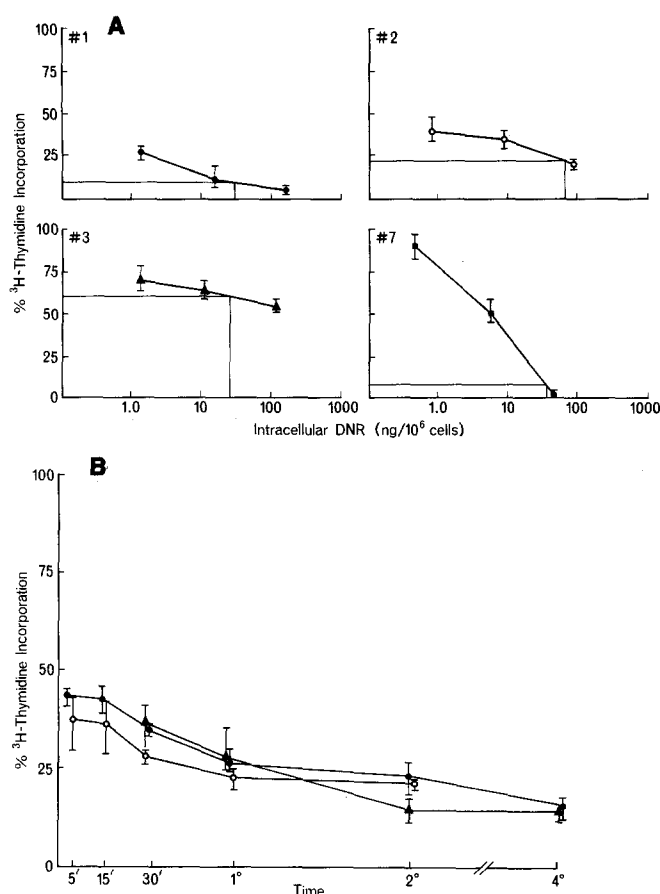 A
#1
#2
100
75
50
25
#3
#7
100
75
50
25
0
% ³H-Thymidine Incorporation
1.0 10 100 1000
1.0 10 100 1000
Intracellular DNR (ng/10⁶ cells)
B
100
75
50
25
0
% ³H-Thymidine Incorporation
5′ 15′ 30′ 1° 2° 4°
Time